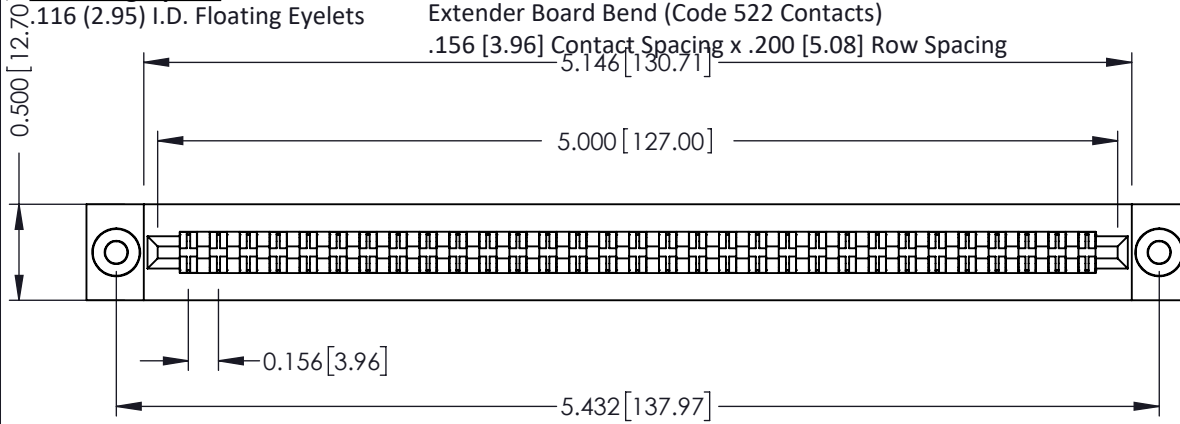 .116 (2.95) I.D. Floating Eyelets
Extender Board Bend (Code 522 Contacts)
.156 [3.96] Contact Spacing x .200 [5.08] Row Spacing
0.500 [12.70
5.146 [130.71]
5.000 [127.00]
0.156 [3.96]
5.432 [137.97]